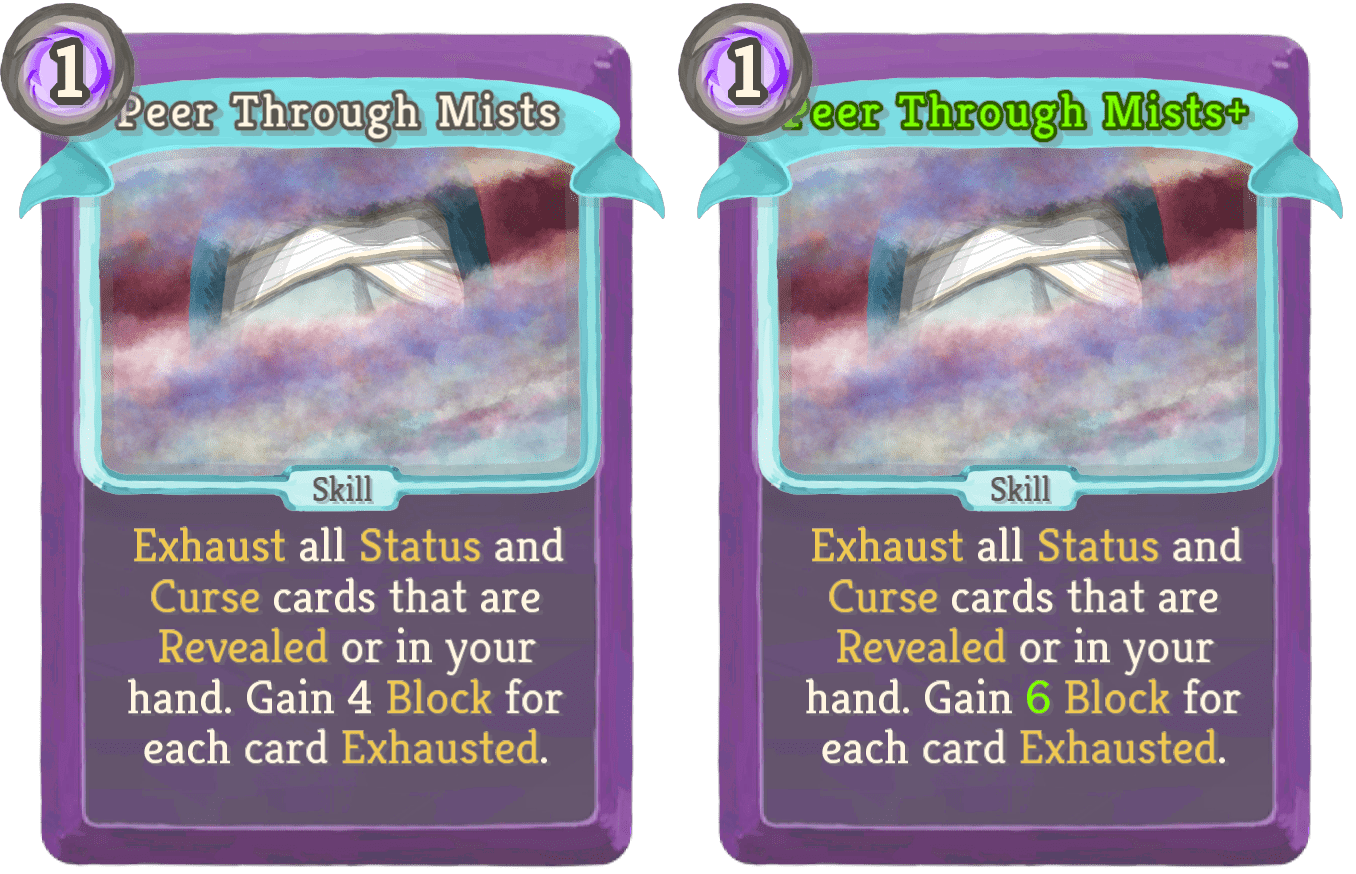 1
Peer Through Mists
Skill
Exhaust all Status and
Curse cards that are
Revealed or in your
hand. Gain 4 Block for
each card Exhausted.
1
Peer Through Mists+
Skill
Exhaust all Status and
Curse cards that are
Revealed or in your
hand. Gain 6 Block for
each card Exhausted.